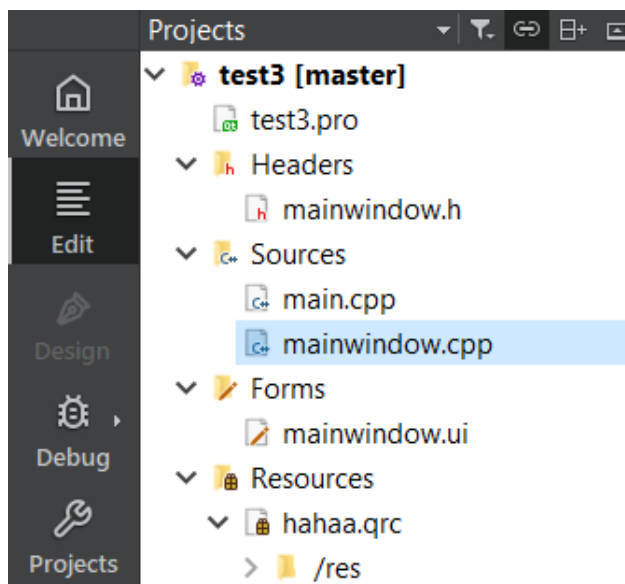 Projects
test3 [master]
Welcome
test3.pro
Headers
mainwindow.h
Edit
Sources
main.cpp
Design
mainwindow.cpp
Forms
Debug
mainwindow.ui
Resources
hahaa.qrc
Projects
/res